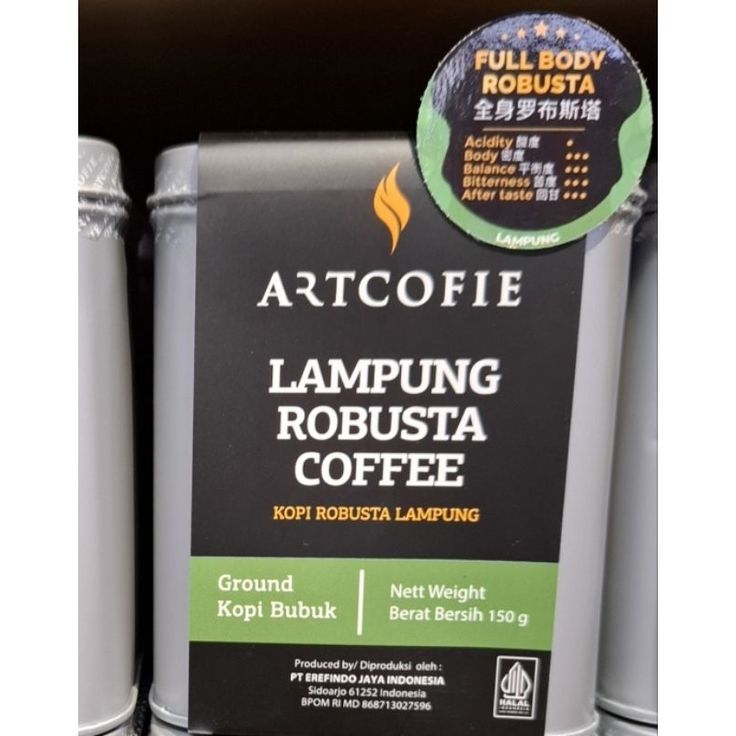 FULL BODY
ROBUSTA
全身罗布斯塔
Acidity 酸度 •
Body 密度 •••
Balance 平衡度 •••
Bitterness 苦度 •••
After taste 回甘 •••
LAMPUNG
ARTCOFIE
LAMPUNG
ROBUSTA
COFFEE
KOPI ROBUSTA LAMPUNG
Ground
Kopi Bubuk
Nett Weight
Berat Bersih 150 g
Produced by/ Diproduksi oleh :
PT EREFINDO JAYA INDONESIA
Sidoarjo 61252 Indonesia
BPOM RI MD 868713027596
HALAL
INDONESIA